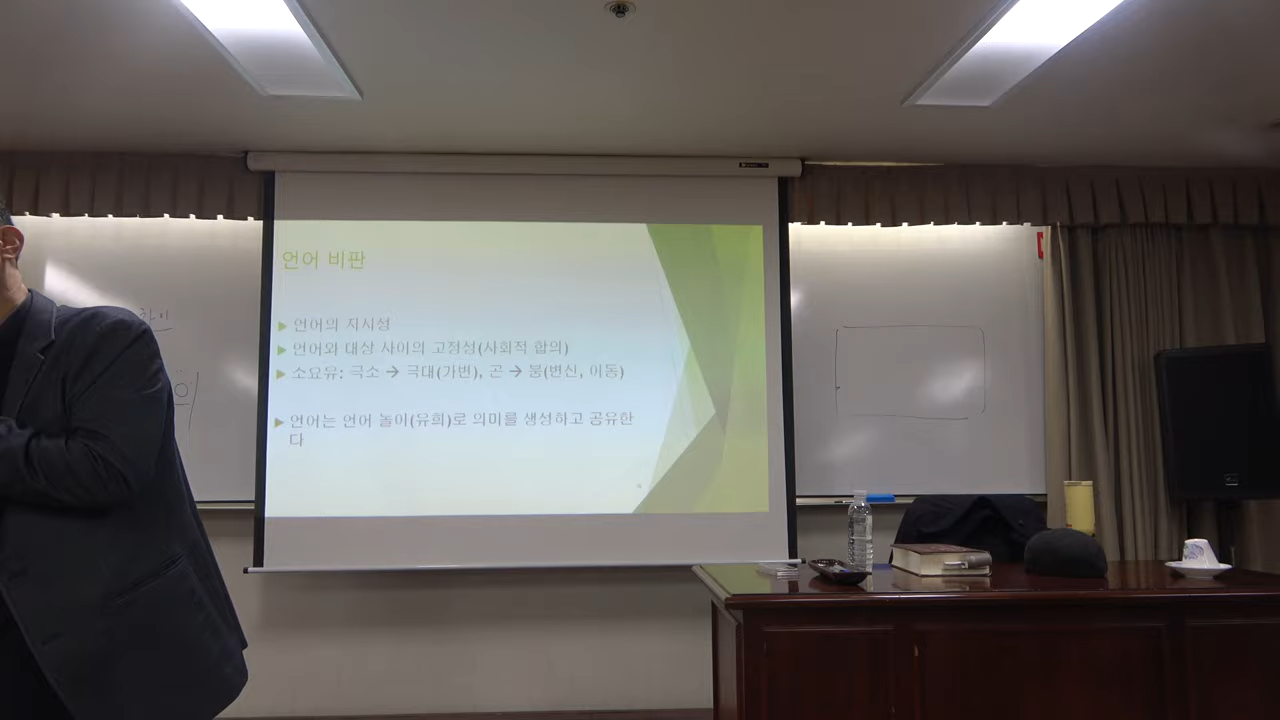 언어 비판
언어의 지시성
언어와 대상 사이의 고정성(사회적 합의)
소요유: 극소 → 극대(가변), 곤 → 붕(변신, 이동)
언어는 언어 놀이(유희)로 의미를 생성하고 공유한
다